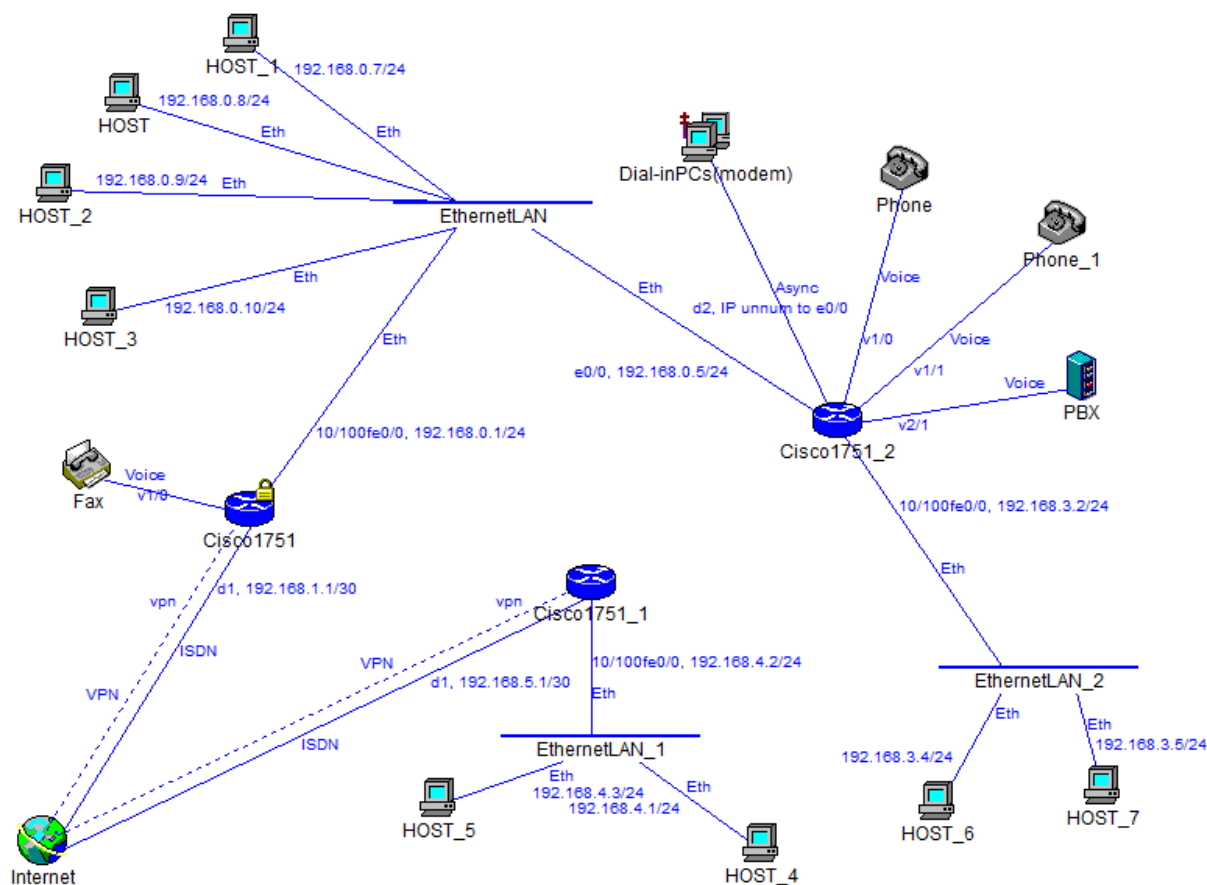 HOST_1
192.168.0.7/24
192.168.0.8/24
HOST
Eth
Eth
192.168.0.9/24
Eth
HOST_2
EthernetLAN
Eth
192.168.0.10/24
HOST_3
Eth
Eth
Dial-inPCs(modem)
Phone
Phone_1
Async
d2, IP unnum to e0/0
Voice
v1/0
Voice
v1/1
e0/0, 192.168.0.5/24
Voice
v2/1
PBX
Cisco1751_2
10/100fe0/0, 192.168.0.1/24
Voice
v1/0
Fax
Cisco1751
10/100fe0/0, 192.168.3.2/24
Eth
d1, 192.168.1.1/30
vpn
ISDN
VPN
vpn
Cisco1751_1
VPN
d1, 192.168.5.1/30
ISDN
10/100fe0/0, 192.168.4.2/24
Eth
EthernetLAN_1
Eth
192.168.4.3/24
192.168.4.1/24
Eth
HOST_5
HOST_4
EthernetLAN_2
Eth
Eth
192.168.3.4/24
192.168.3.5/24
HOST_6
HOST_7
Internet